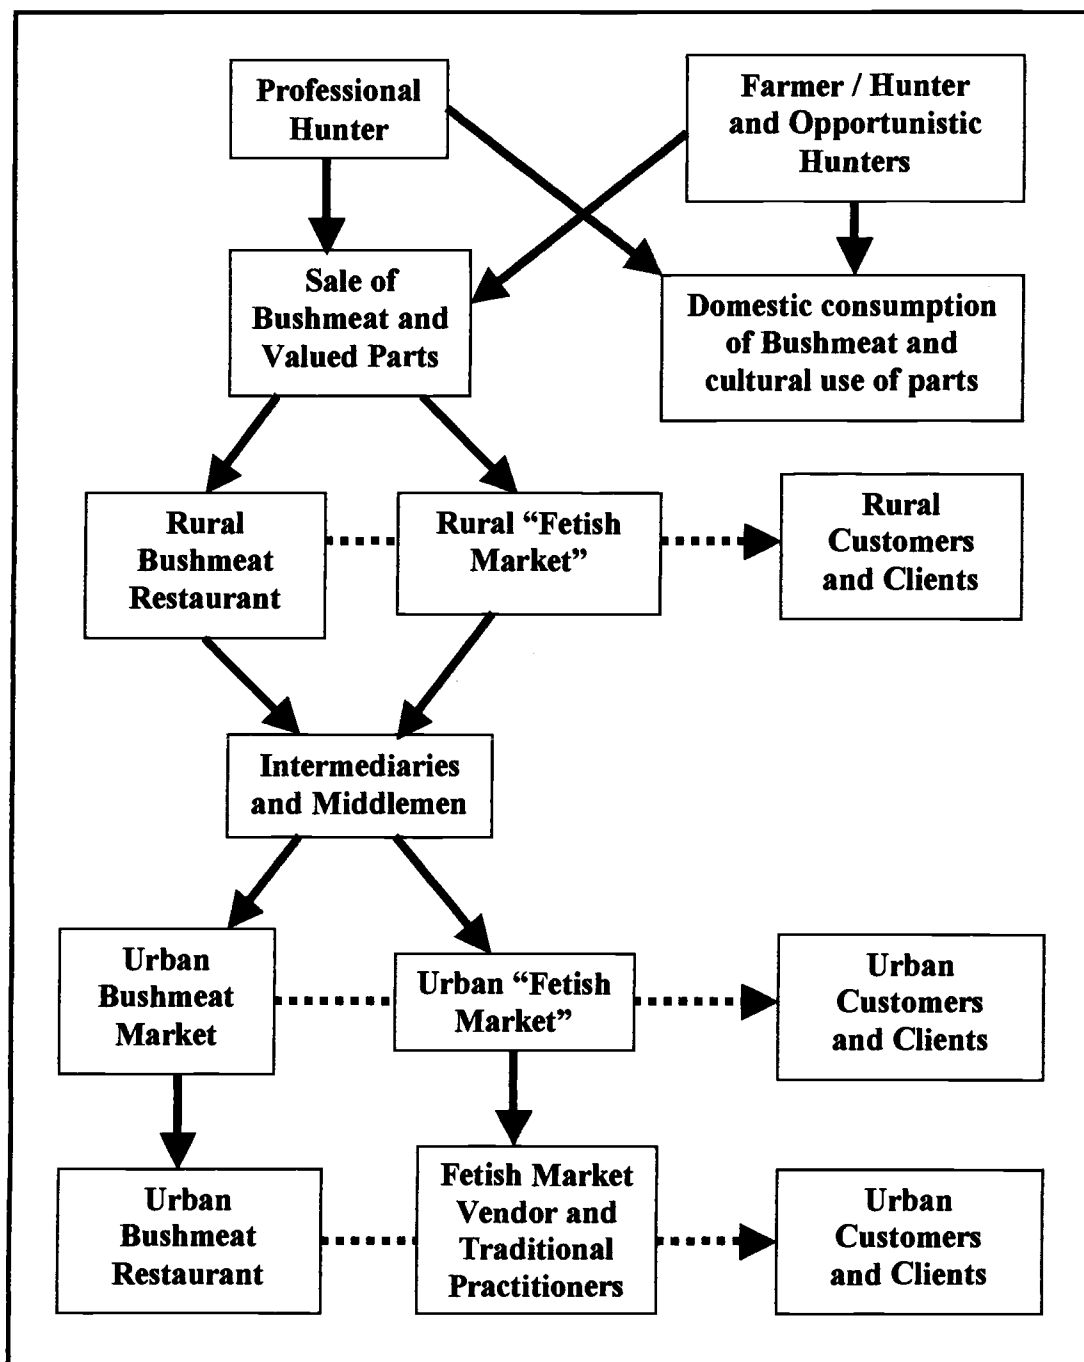 Professional
Hunter
Farmer / Hunter
and Opportunistic
Hunters
Sale of
Bushmeat and
Valued Parts
Domestic consumption
of Bushmeat and
cultural use of parts
Rural
Bushmeat
Restaurant
Rural “Fetish
Market”
Rural
Customers
and Clients
Intermediaries
and Middlemen
Urban
Bushmeat
Market
Urban “Fetish
Market”
Urban
Customers
and Clients
Urban
Bushmeat
Restaurant
Fetish Market
Vendor and
Traditional
Practitioners
Urban
Customers
and Clients